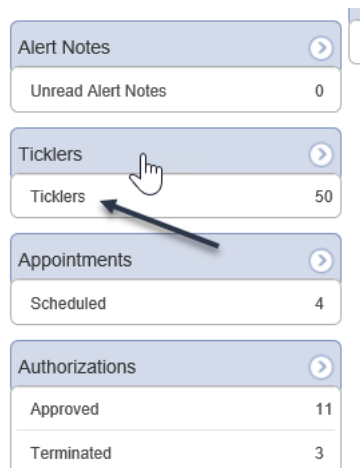 Alert Notes
Unread Alert Notes 0
Ticklers
Ticklers 50
Appointments
Scheduled 4
Authorizations
Approved 11
Terminated 3